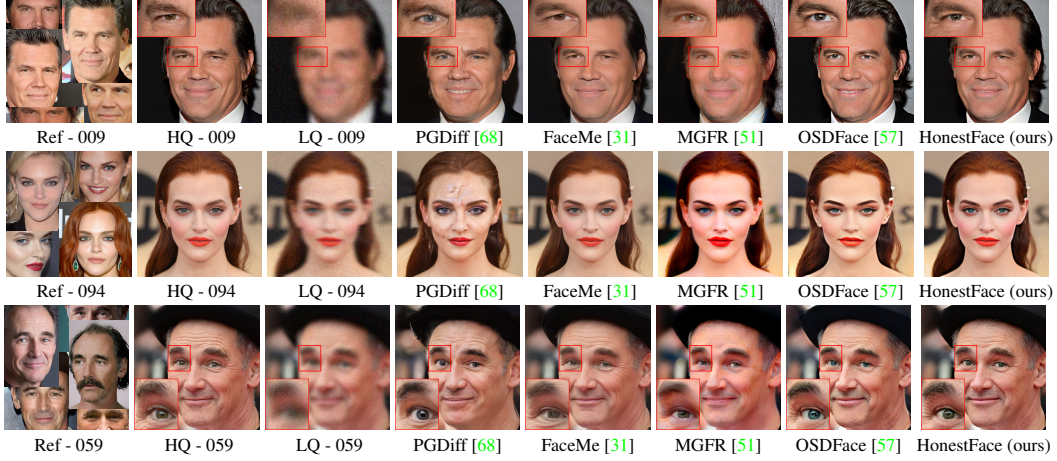 Ref - 009 HQ - 009 LQ - 009 PGDiff [68] FaceMe [31] MGFR [51] OSDFace [57] HonestFace (ours)
Ref - 094 HQ - 094 LQ - 094 PGDiff [68] FaceMe [31] MGFR [51] OSDFace [57] HonestFace (ours)
Ref - 059 HQ - 059 LQ - 059 PGDiff [68] FaceMe [31] MGFR [51] OSDFace [57] HonestFace (ours)